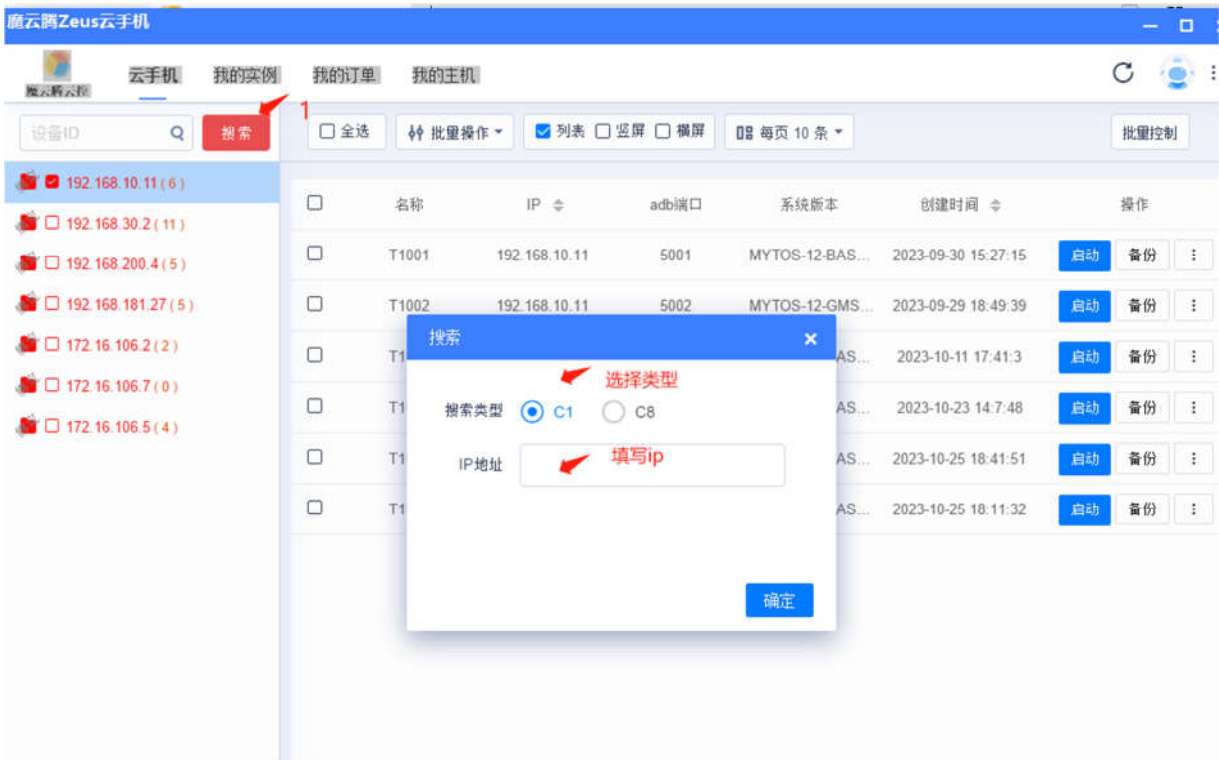 魔云腾Zeus云手机
魔云腾云控
云手机 我的实例 我的订单 我的主机
设备ID 搜索 1 全选 批量操作 列表 竖屏 横屏 每页 10 条 批量控制
192.168.10.11(6)
192.168.30.2(11)
192.168.200.4(5)
192.168.181.27(5)
172.16.106.2(2)
172.16.106.7(0)
172.16.106.5(4)
名称 IP adb端口 系统版本 创建时间 操作
T1001 192.168.10.11 5001 MYTOS-12-BAS... 2023-09-30 15:27:15 启动 备份
T1002 192.168.10.11 5002 MYTOS-12-GMS... 2023-09-29 18:49:39 启动 备份
T1 AS... 2023-10-11 17:41:3 启动 备份
T1 AS... 2023-10-23 14:7:48 启动 备份
T1 AS... 2023-10-25 18:41:51 启动 备份
T1 AS... 2023-10-25 18:11:32 启动 备份
搜索
选择类型
搜索类型 C1 C8
IP地址 填写ip
确定